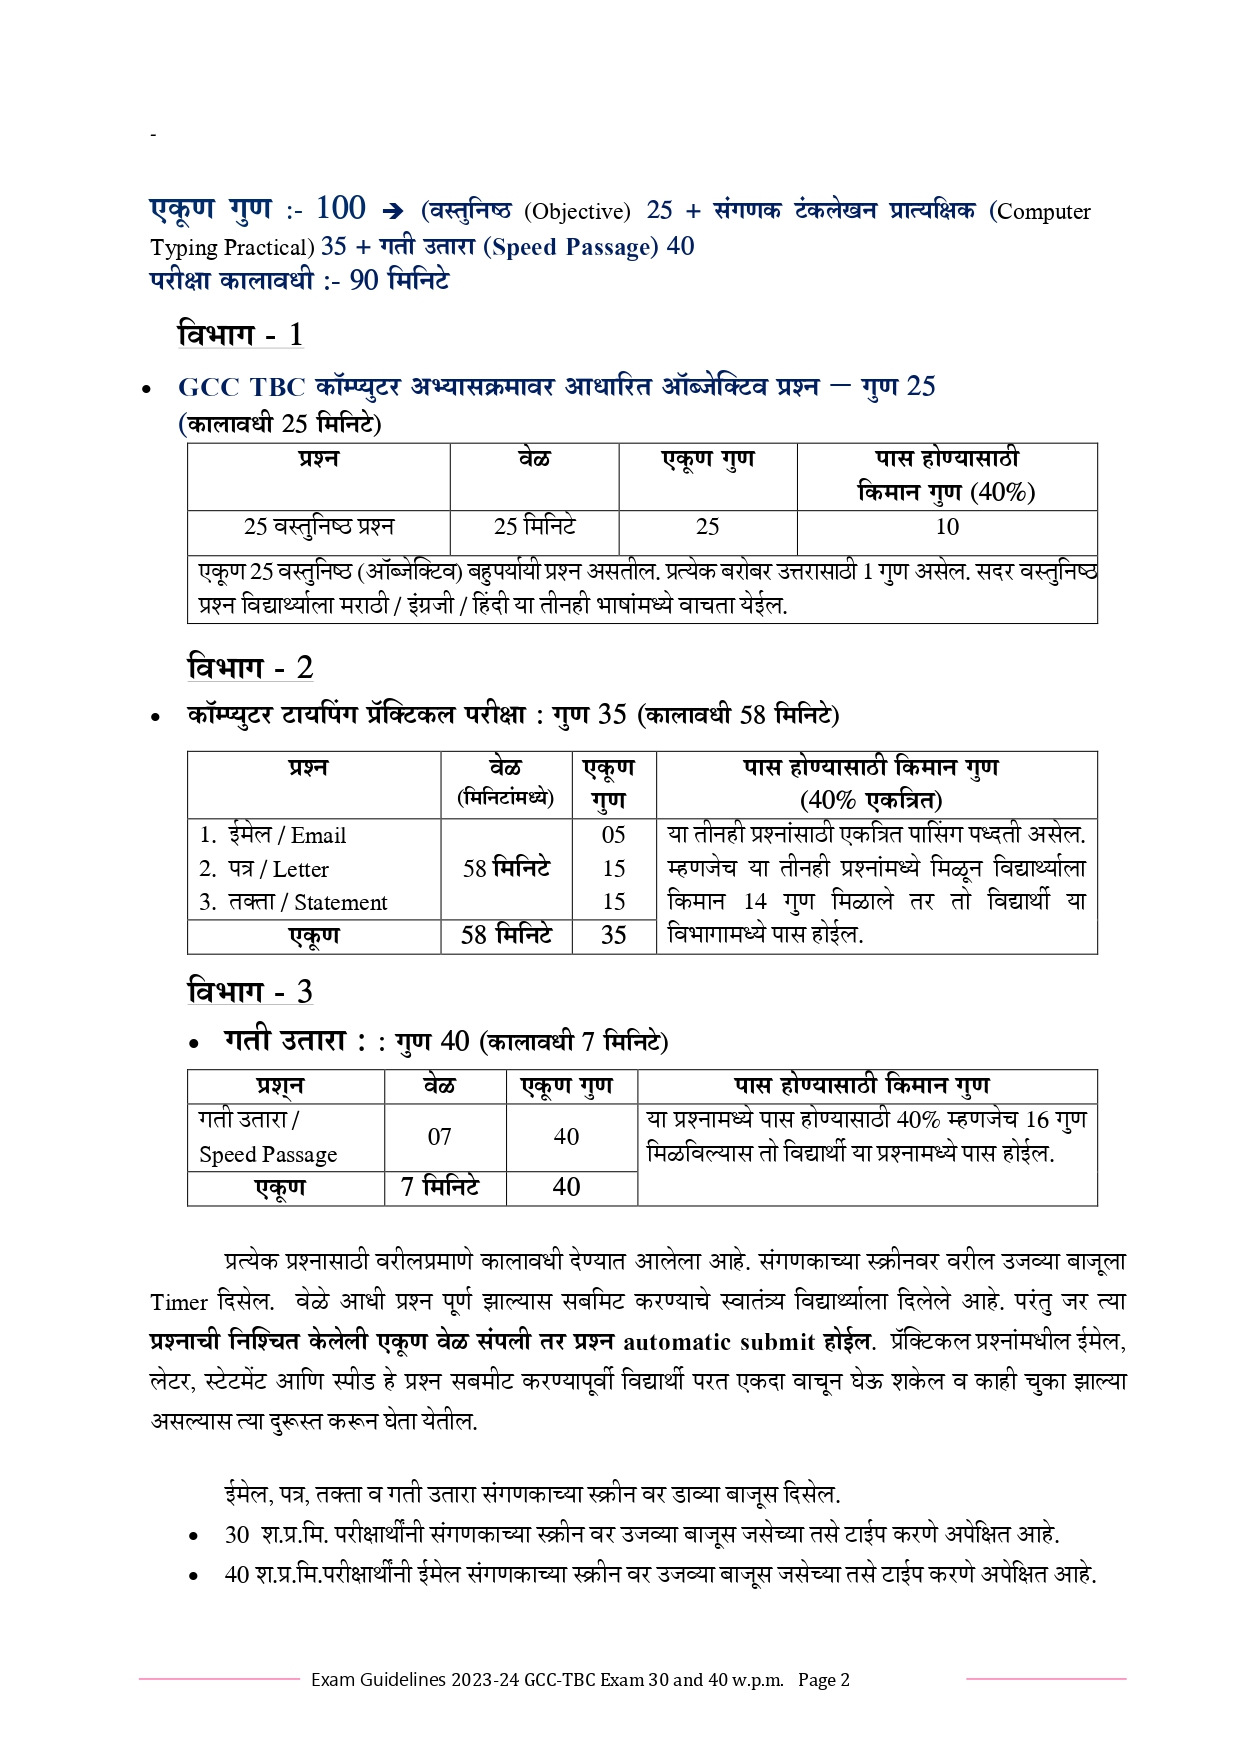 -
एकूण गुण :- 100 ➔ (वस्तुनिष्ठ (Objective) 25 + संगणक टंकलेखन प्रात्यक्षिक (Computer
Typing Practical) 35 + गती उतारा (Speed Passage) 40
परीक्षा कालावधी :- 90 मिनिटे
विभाग - 1
• GCC TBC कॉम्प्युटर अभ्यासक्रमावर आधारित ऑब्जेक्टिव प्रश्न – गुण 25
(कालावधी 25 मिनिटे)
प्रश्न वेळ एकूण गुण पास होण्यासाठी
किमान गुण (40%)
25 वस्तुनिष्ठ प्रश्न 25 मिनिटे 25 10
एकूण 25 वस्तुनिष्ठ (ऑब्जेक्टिव) बहुपर्यायी प्रश्न असतील. प्रत्येक बरोबर उत्तरासाठी 1 गुण असेल. सदर वस्तुनिष्ठ
प्रश्न विद्यार्थ्याला मराठी / इंग्रजी / हिंदी या तीनही भाषांमध्ये वाचता येईल.
विभाग - 2
• कॉम्प्युटर टायपिंग प्रॅक्टिकल परीक्षा : गुण 35 (कालावधी 58 मिनिटे)
प्रश्न वेळ एकूण पास होण्यासाठी किमान गुण
(मिनिटांमध्ये) गुण (40% एकत्रित)
1. ईमेल / Email 05 या तीनही प्रश्नांसाठी एकत्रित पासिंग पध्दती असेल.
2. पत्र / Letter 58 मिनिटे 15 म्हणजेच या तीनही प्रश्नांमध्ये मिळून विद्यार्थ्याला
3. तक्ता / Statement 15 किमान 14 गुण मिळाले तर तो विद्यार्थी या
एकूण 58 मिनिटे 35 विभागामध्ये पास होईल.
विभाग - 3
• गती उतारा : : गुण 40 (कालावधी 7 मिनिटे)
प्रश्‍न वेळ एकूण गुण पास होण्यासाठी किमान गुण
गती उतारा / या प्रश्नामध्ये पास होण्यासाठी 40% म्हणजेच 16 गुण
Speed Passage 07 40 मिळविल्यास तो विद्यार्थी या प्रश्नामध्ये पास होईल.
एकूण 7 मिनिटे 40
प्रत्येक प्रश्नासाठी वरीलप्रमाणे कालावधी देण्यात आलेला आहे. संगणकाच्या स्क्रीनवर वरील उजव्या बाजूला
Timer दिसेल. वेळे आधी प्रश्न पूर्ण झाल्यास सबमिट करण्याचे स्वातंत्र्य विद्यार्थ्याला दिलेले आहे. परंतु जर त्या
प्रश्नाची निश्चित केलेली एकूण वेळ संपली तर प्रश्न automatic submit होईल. प्रॅक्टिकल प्रश्नांमधील ईमेल,
लेटर, स्टेटमेंट आणि स्पीड हे प्रश्न सबमीट करण्यापूर्वी विद्यार्थी परत एकदा वाचून घेऊ शकेल व काही चुका झाल्या
असल्यास त्या दुरूस्त करून घेता येतील.
ईमेल, पत्र, तक्ता व गती उतारा संगणकाच्या स्क्रीन वर डाव्या बाजूस दिसेल.
• 30 श.प्र.मि. परीक्षार्थींनी संगणकाच्या स्क्रीन वर उजव्या बाजूस जसेच्या तसे टाईप करणे अपेक्षित आहे.
• 40 श.प्र.मि.परीक्षार्थींनी ईमेल संगणकाच्या स्क्रीन वर उजव्या बाजूस जसेच्या तसे टाईप करणे अपेक्षित आहे.
Exam Guidelines 2023-24 GCC-TBC Exam 30 and 40 w.p.m. Page 2